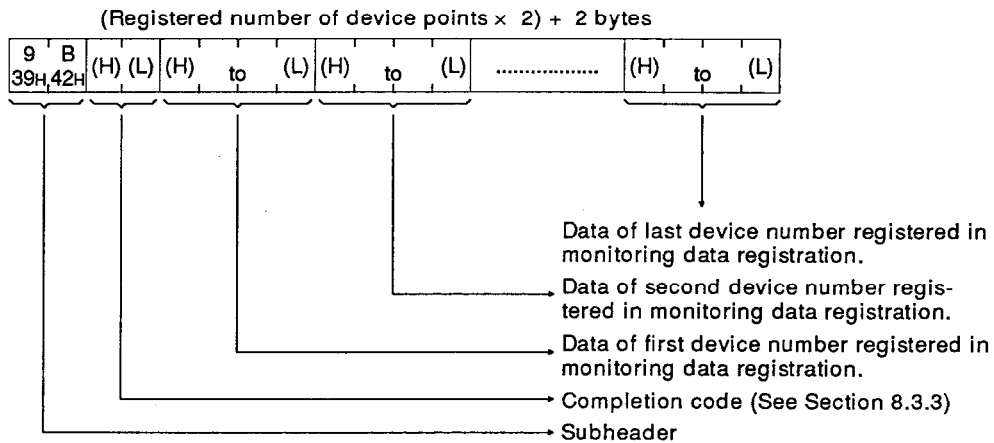 (Registered number of device points × 2) + 2 bytes
9 B
39H 42H
(H) (L) (H) to (L) (H) to (L) .................. (H) to (L)
Data of last device number registered in
monitoring data registration.
Data of second device number regis-
tered in monitoring data registration.
Data of first device number registered in
monitoring data registration.
Completion code (See Section 8.3.3)
Subheader